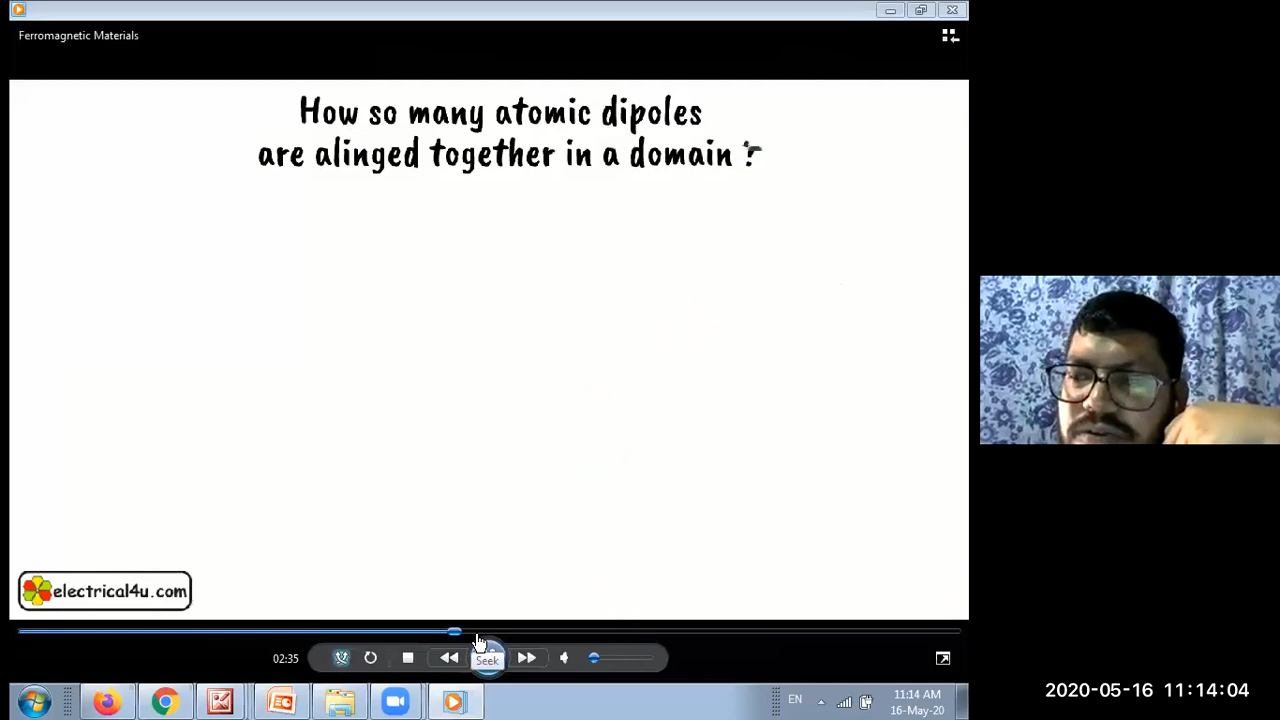 Ferromagnetic Materials
How so many atomic dipoles
are alinged together in a domain ?
electrical4u.com
02:35
Seek
EN
11:14 AM
16-May-20
2020-05-16 11:14:04